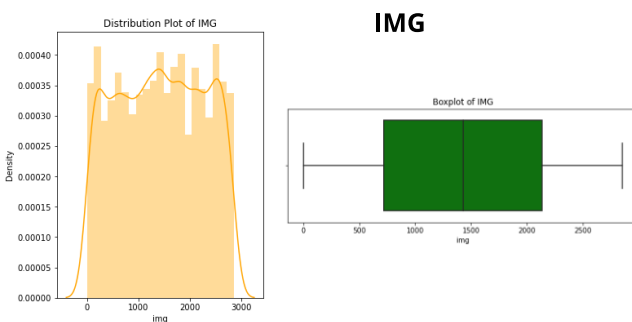 IMG
Distribution Plot of IMG
0.00040
0.00035
0.00030
0.00025
0.00020
0.00015
0.00010
0.00005
0.00000
Density
0 1000 2000 3000
img
Boxplot of IMG
0 500 1000 1500 2000 2500
img